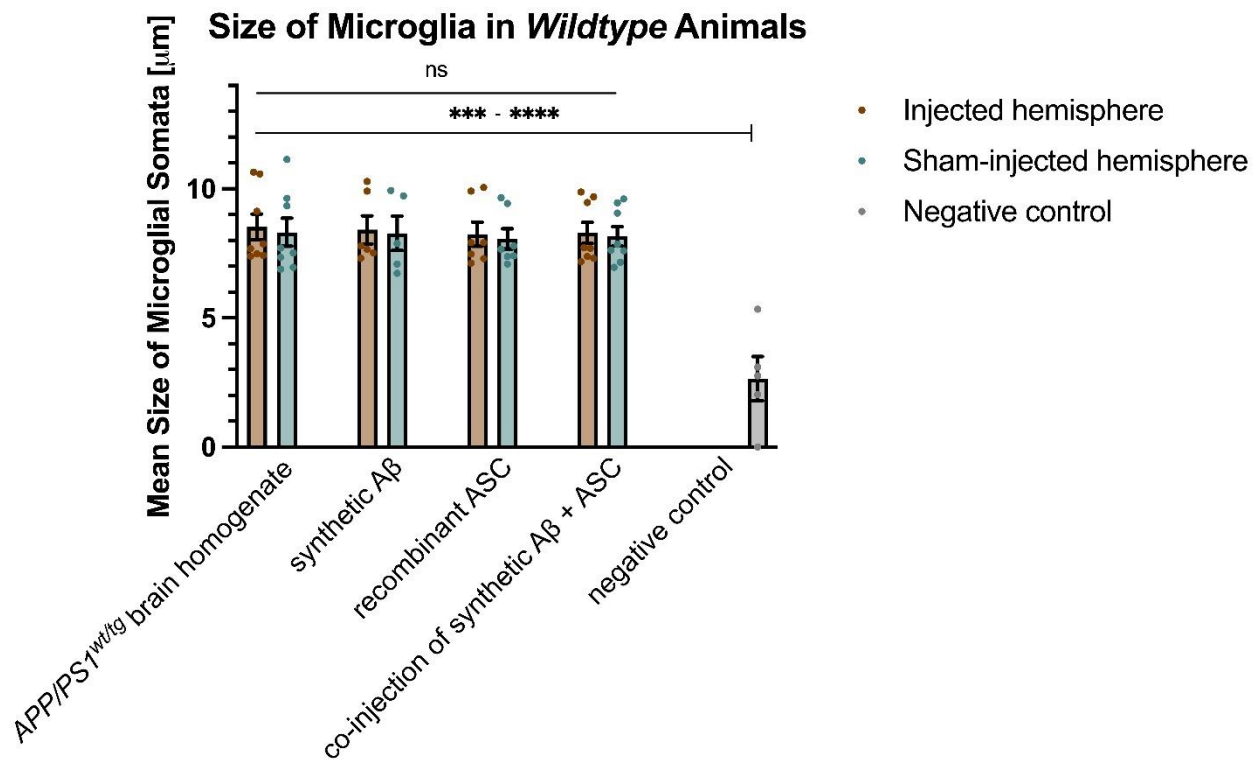 Size of Microglia in Wildtype Animals
Mean Size of Microglial Somata [μm]
ns
*** - ****
10
5
0
Injected hemisphere
Sham-injected hemisphere
Negative control
APP/PS1wt/tg brain homogenate
synthetic Aβ
recombinant ASC
co-injection of synthetic Aβ + ASC
negative control